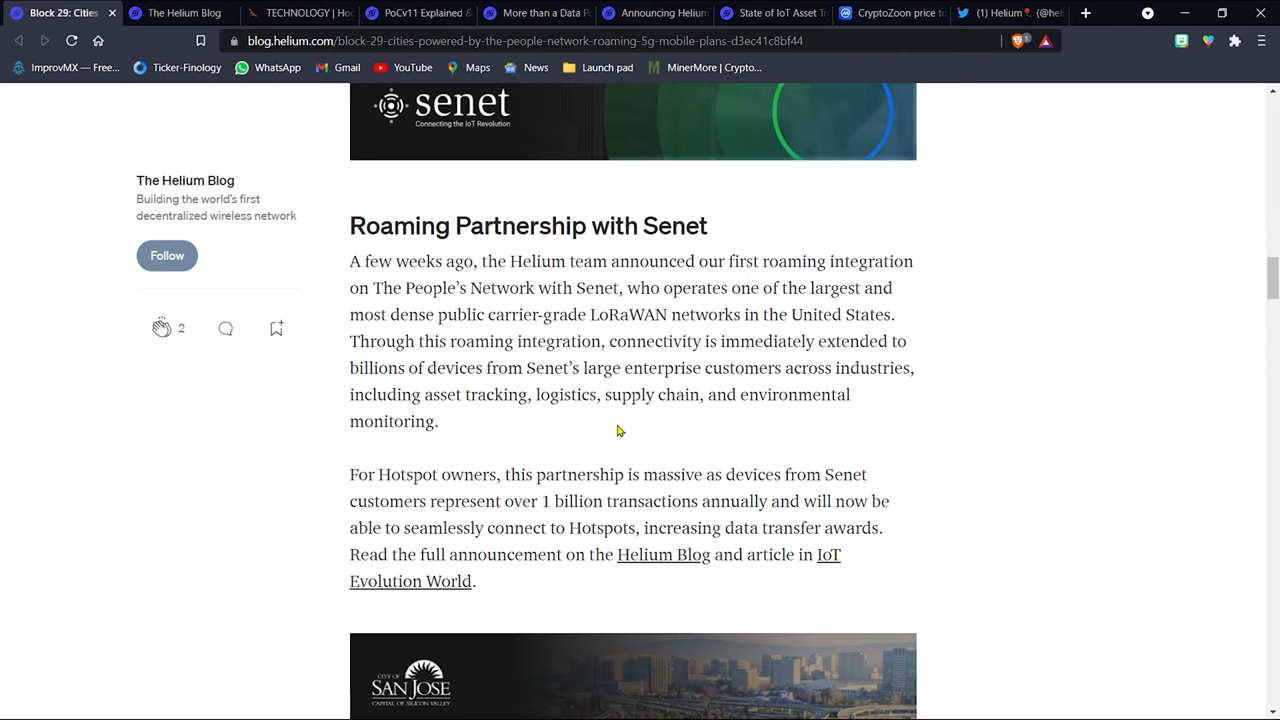 Block 29: Cities
The Helium Blog
TECHNOLOGY | Ho
PoCv11 Explained &
More than a Data P
Announcing Helium
State of IoT Asset T
CryptoZoon price to
(1) Helium🎈 (@heli
blog.helium.com/block-29-cities-powered-by-the-people-network-roaming-5g-mobile-plans-d3ec41c8bf44
5
ImprovMX — Free...
Ticker-Finology
WhatsApp
Gmail
YouTube
Maps
News
Launch pad
MinerMore | Crypto...
senet
Connecting the IoT Revolution
The Helium Blog
Building the world's first
decentralized wireless network
Follow
2
Roaming Partnership with Senet
A few weeks ago, the Helium team announced our first roaming integration
on The People's Network with Senet, who operates one of the largest and
most dense public carrier-grade LoRaWAN networks in the United States.
Through this roaming integration, connectivity is immediately extended to
billions of devices from Senet's large enterprise customers across industries,
including asset tracking, logistics, supply chain, and environmental
monitoring.
For Hotspot owners, this partnership is massive as devices from Senet
customers represent over 1 billion transactions annually and will now be
able to seamlessly connect to Hotspots, increasing data transfer awards.
Read the full announcement on the Helium Blog and article in IoT
Evolution World.
CITY OF
SAN JOSE
CAPITAL OF SILICON VALLEY